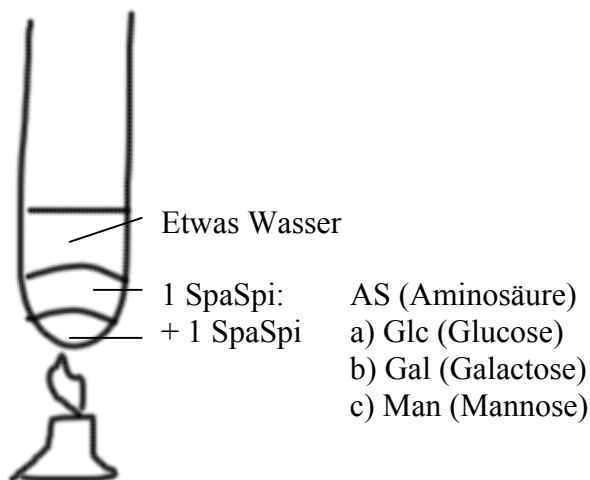 Etwas Wasser
1 SpaSpi: AS (Aminosäure)
+ 1 SpaSpi a) Glc (Glucose)
b) Gal (Galactose)
c) Man (Mannose)